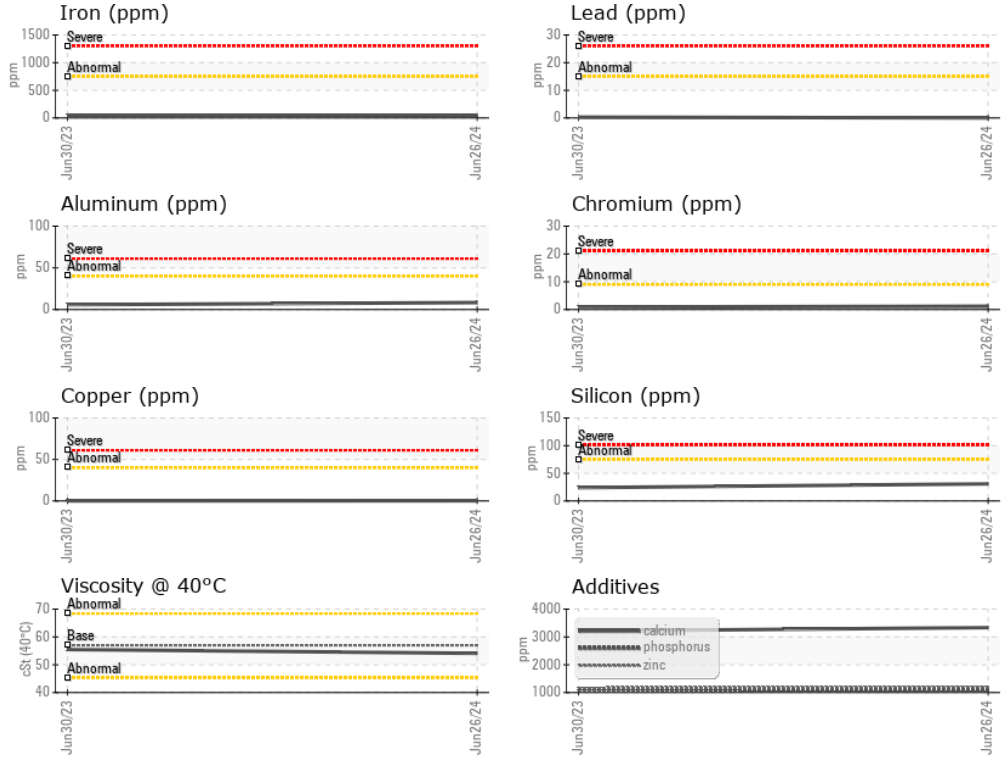 Iron (ppm)
1500
1000
500
0
ppm
Severe
Abnormal
Jun30/23
Jun26/24
Lead (ppm)
30
20
10
0
ppm
Severe
Abnormal
Jun30/23
Jun26/24
Aluminum (ppm)
100
50
0
ppm
Severe
Abnormal
Jun30/23
Jun26/24
Chromium (ppm)
30
20
10
0
ppm
Severe
Abnormal
Jun30/23
Jun26/24
Copper (ppm)
100
50
0
ppm
Severe
Abnormal
Jun30/23
Jun26/24
Silicon (ppm)
150
100
50
0
ppm
Severe
Abnormal
Jun30/23
Jun26/24
Viscosity @ 40°C
70
60
50
40
cSt (40°C)
Abnormal
Base
Abnormal
Jun30/23
Jun26/24
Additives
4000
3000
2000
1000
ppm
calcium
phosphorus
zinc
Jun30/23
Jun26/24